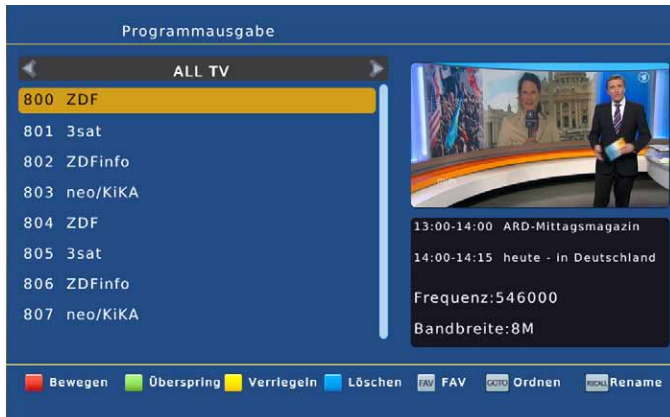 Programmausgabe
ALL TV
800 ZDF
801 3sat
802 ZDFinfo
803 neo/KiKA
804 ZDF
805 3sat
806 ZDFinfo
807 neo/KiKA
13:00-14:00 ARD-Mittagsmagazin
14:00-14:15 heute - in Deutschland
Frequenz:546000
Bandbreite:8M
Bewegen Überspring Verriegeln Löschen FAV FAV GOTO Ordnen RECALL Rename